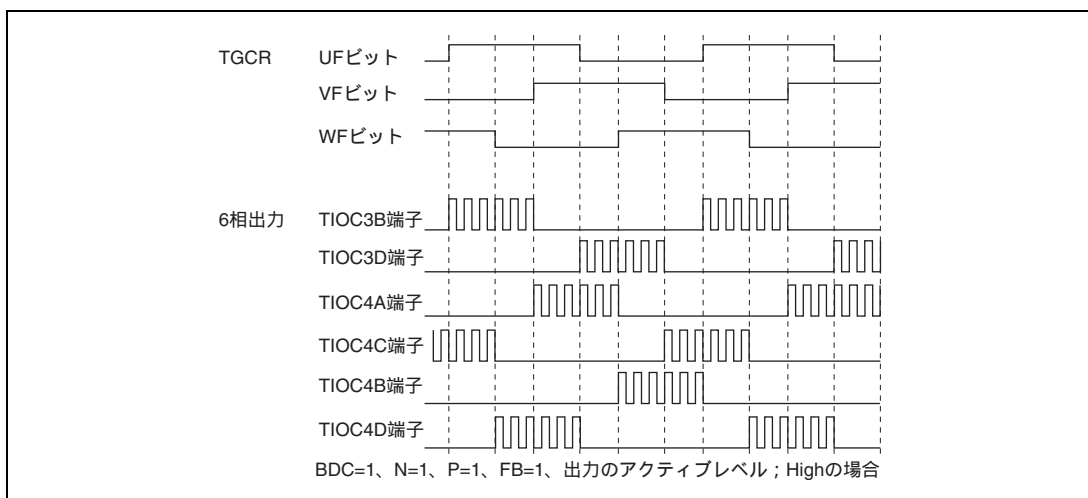 TGCR UFビット
VFビット
WFビット
6相出力 TIOC3B端子
TIOC3D端子
TIOC4A端子
TIOC4C端子
TIOC4B端子
TIOC4D端子
BDC=1、N=1、P=1、FB=1、出力のアクティブレベル；Highの場合